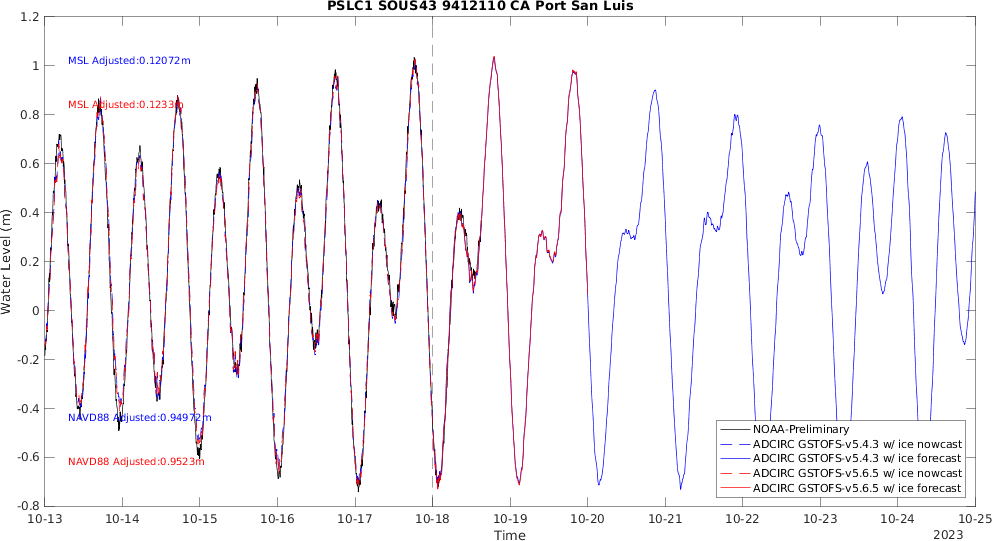 PSLC1 SOUS43 9412110 CA Port San Luis
1.2
1
0.8
0.6
0.4
0.2
0
-0.2
-0.4
-0.6
-0.8
Water Level (m)
MSL Adjusted:0.12072m
MSL Adjusted:0.1233m
NAVD88 Adjusted:0.94972m
NAVD88 Adjusted:0.9523m
NOAA-Preliminary
ADCIRC GSTOFS-v5.4.3 w/ ice nowcast
ADCIRC GSTOFS-v5.4.3 w/ ice forecast
ADCIRC GSTOFS-v5.6.5 w/ ice nowcast
ADCIRC GSTOFS-v5.6.5 w/ ice forecast
10-13 10-14 10-15 10-16 10-17 10-18 10-19 10-20 10-21 10-22 10-23 10-24 10-25
Time
2023